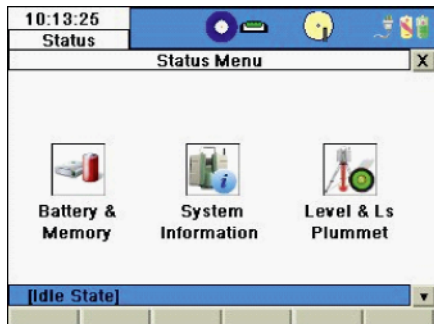 10:13:25
Status
Status Menu
X
Battery &
Memory
System
Information
Level & Ls
Plummet
[Idle State]